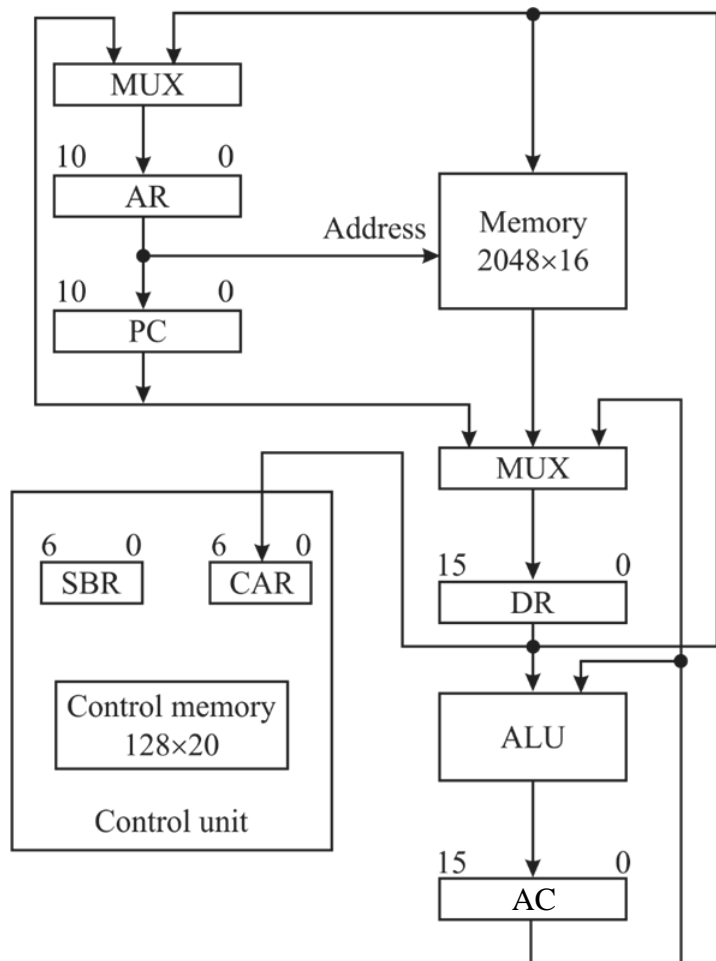 MUX
10 0
AR
Address
Memory
2048×16
10 0
PC
MUX
6 0
SBR
6 0
CAR
15 0
DR
Control memory
128×20
Control unit
ALU
15 0
AC